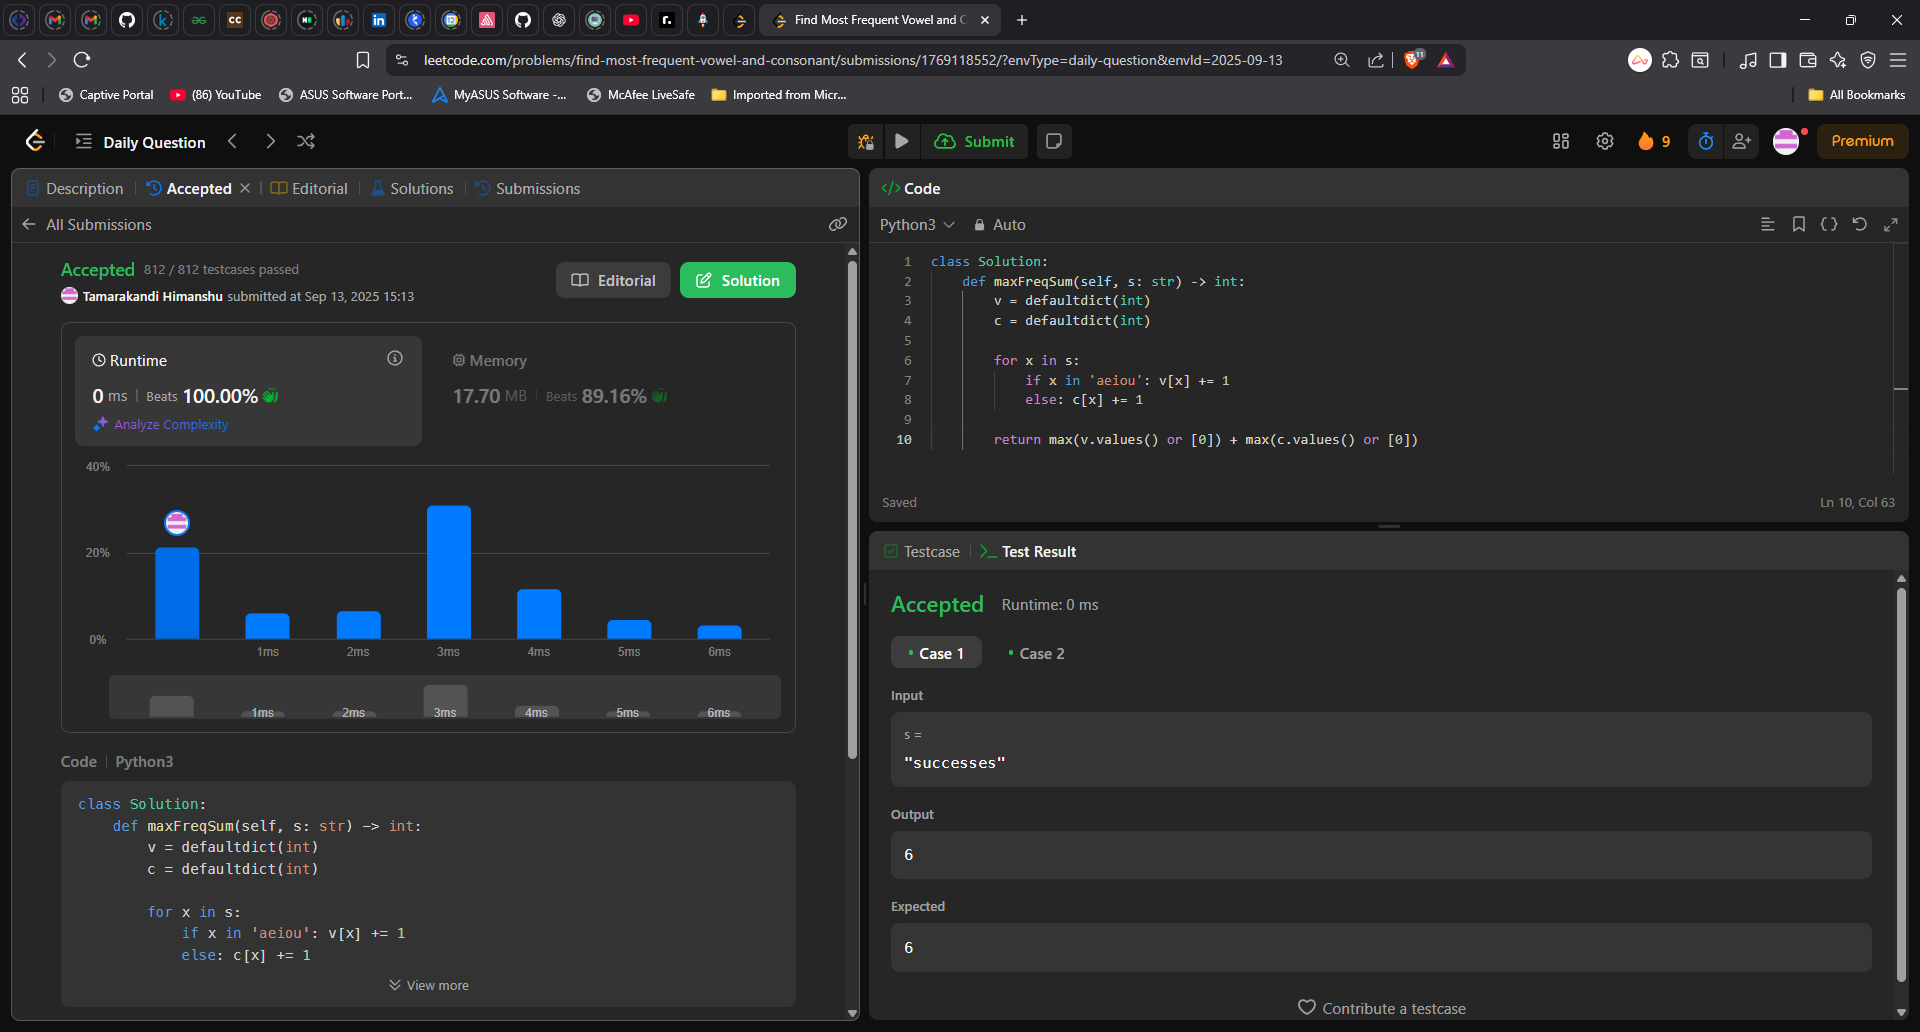 Find Most Frequent Vowel and C
leetcode.com/problems/find-most-frequent-vowel-and-consonant/submissions/1769118552/?envType=daily-question&envId=2025-09-13
11
Captive Portal
(86) YouTube
ASUS Software Port...
MyASUS Software -...
McAfee LiveSafe
Imported from Micr...
All Bookmarks
Daily Question
Submit
9
Premium
Description
Accepted
Editorial
Solutions
Submissions
All Submissions
Accepted 812 / 812 testcases passed
Tamarakandi Himanshu submitted at Sep 13, 2025 15:13
Editorial
Solution
Runtime
0 ms | Beats 100.00%
Analyze Complexity
Memory
17.70 MB | Beats 89.16%
40%
20%
0%
1ms 2ms 3ms 4ms 5ms 6ms
1ms 2ms 3ms 4ms 5ms 6ms
Code | Python3
class Solution:
def maxFreqSum(self, s: str) -> int:
v = defaultdict(int)
c = defaultdict(int)
for x in s:
if x in 'aeiou': v[x] += 1
else: c[x] += 1
View more
</> Code
Python3
Auto
1 class Solution:
2 def maxFreqSum(self, s: str) -> int:
3 v = defaultdict(int)
4 c = defaultdict(int)
5
6 for x in s:
7 if x in 'aeiou': v[x] += 1
8 else: c[x] += 1
9
10 return max(v.values() or [0]) + max(c.values() or [0])
Saved
Ln 10, Col 63
Testcase
>_ Test Result
Accepted Runtime: 0 ms
Case 1
Case 2
Input
s =
"successes"
Output
6
Expected
6
Contribute a testcase